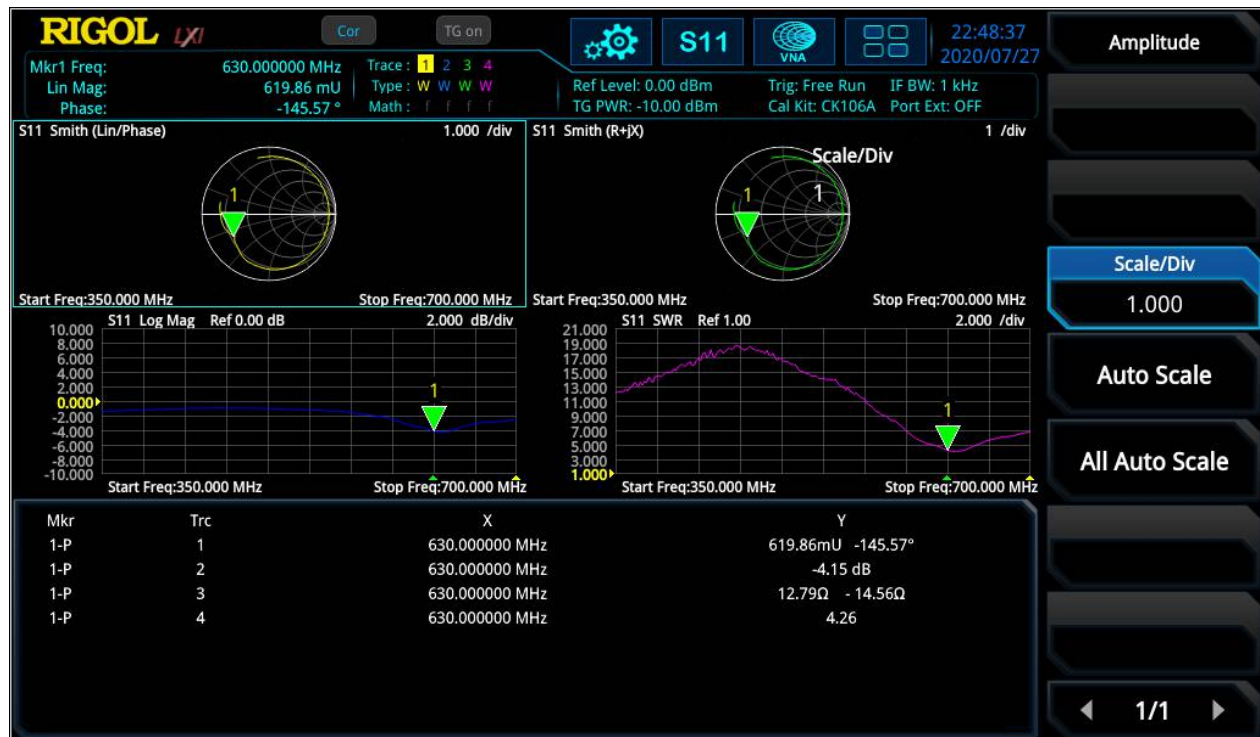 RIGOL LXI Cor TG on S11 VNA 22:48:37
2020/07/27
Mkr1 Freq: 630.000000 MHz Trace : 1 2 3 4
Lin Mag: 619.86 mU Type : W W W W
Phase: -145.57 ° Math : f f f f
Ref Level: 0.00 dBm Trig: Free Run IF BW: 1 kHz
TG PWR: -10.00 dBm Cal Kit: CK106A Port Ext: OFF
S11 Smith (Lin/Phase) 1.000 /div
1
Start Freq:350.000 MHz Stop Freq:700.000 MHz
S11 Smith (R+jX) 1 /div
Scale/Div
1
1
Start Freq:350.000 MHz Stop Freq:700.000 MHz
S11 Log Mag Ref 0.00 dB 2.000 dB/div
10.000
8.000
6.000
4.000
2.000
0.000
-2.000
-4.000
-6.000
-8.000
-10.000
1
Start Freq:350.000 MHz Stop Freq:700.000 MHz
S11 SWR Ref 1.00 2.000 /div
21.000
19.000
17.000
15.000
13.000
11.000
9.000
7.000
5.000
3.000
1.000
1
Start Freq:350.000 MHz Stop Freq:700.000 MHz
Mkr Trc X Y
1-P 1 630.000000 MHz 619.86mU -145.57°
1-P 2 630.000000 MHz -4.15 dB
1-P 3 630.000000 MHz 12.79Ω - 14.56Ω
1-P 4 630.000000 MHz 4.26
Amplitude
Scale/Div
1.000
Auto Scale
All Auto Scale
1/1